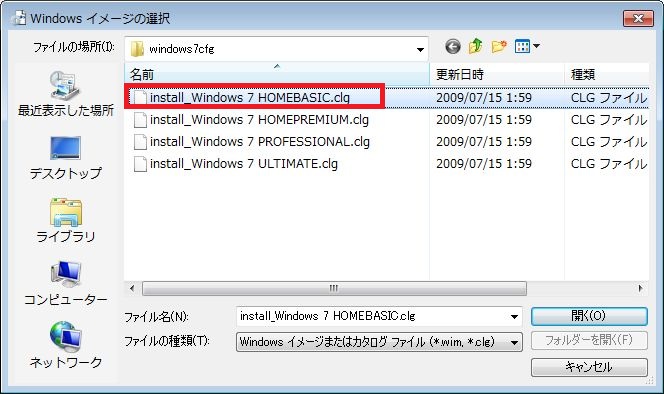 Windows イメージの選択
ファイルの場所(I):
windows7cfg
名前
更新日時
種類
install_Windows 7 HOMEBASIC.clg
2009/07/15 1:59
CLG ファイル
install_Windows 7 HOMEPREMIUM.clg
2009/07/15 1:59
CLG ファイル
install_Windows 7 PROFESSIONAL.clg
2009/07/15 1:59
CLG ファイル
install_Windows 7 ULTIMATE.clg
2009/07/15 1:59
CLG ファイル
最近表示した場所
デスクトップ
ライブラリ
コンピューター
ネットワーク
ファイル名(N):
install_Windows 7 HOMEBASIC.clg
開く(O)
ファイルの種類(T):
Windows イメージまたはカタログ ファイル (*.wim, *.clg)
フォルダーを開く(F)
キャンセル